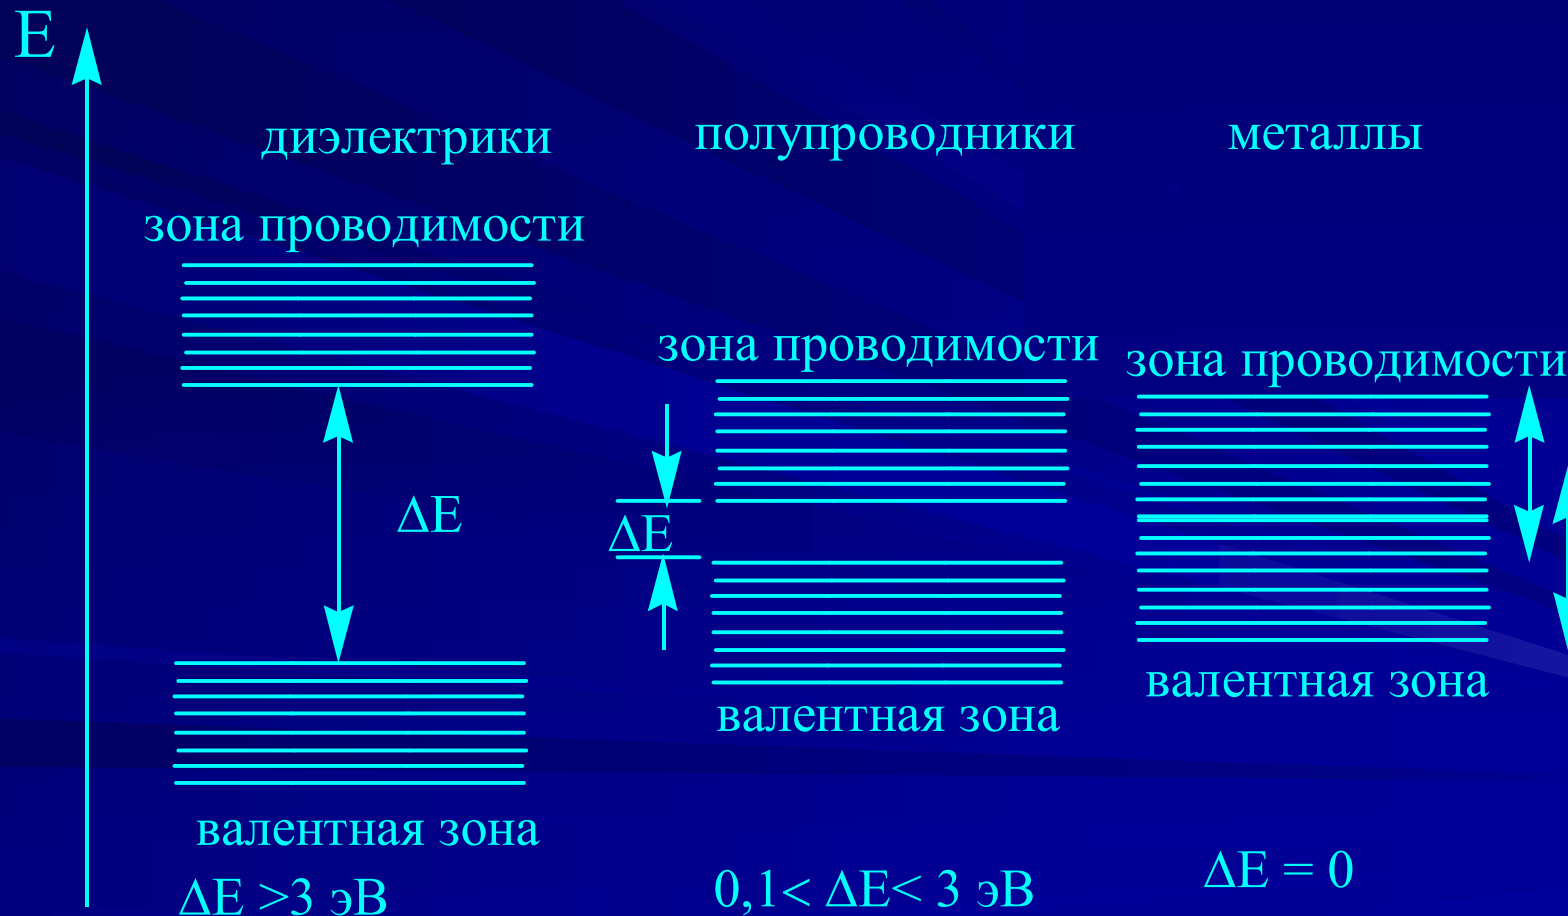 E
диэлектрики
полупроводники
металлы
зона проводимости
зона проводимости
зона проводимости
ΔE
ΔE
валентная зона
валентная зона
валентная зона
ΔE >3 эВ
0,1< ΔE< 3 эВ
ΔE = 0